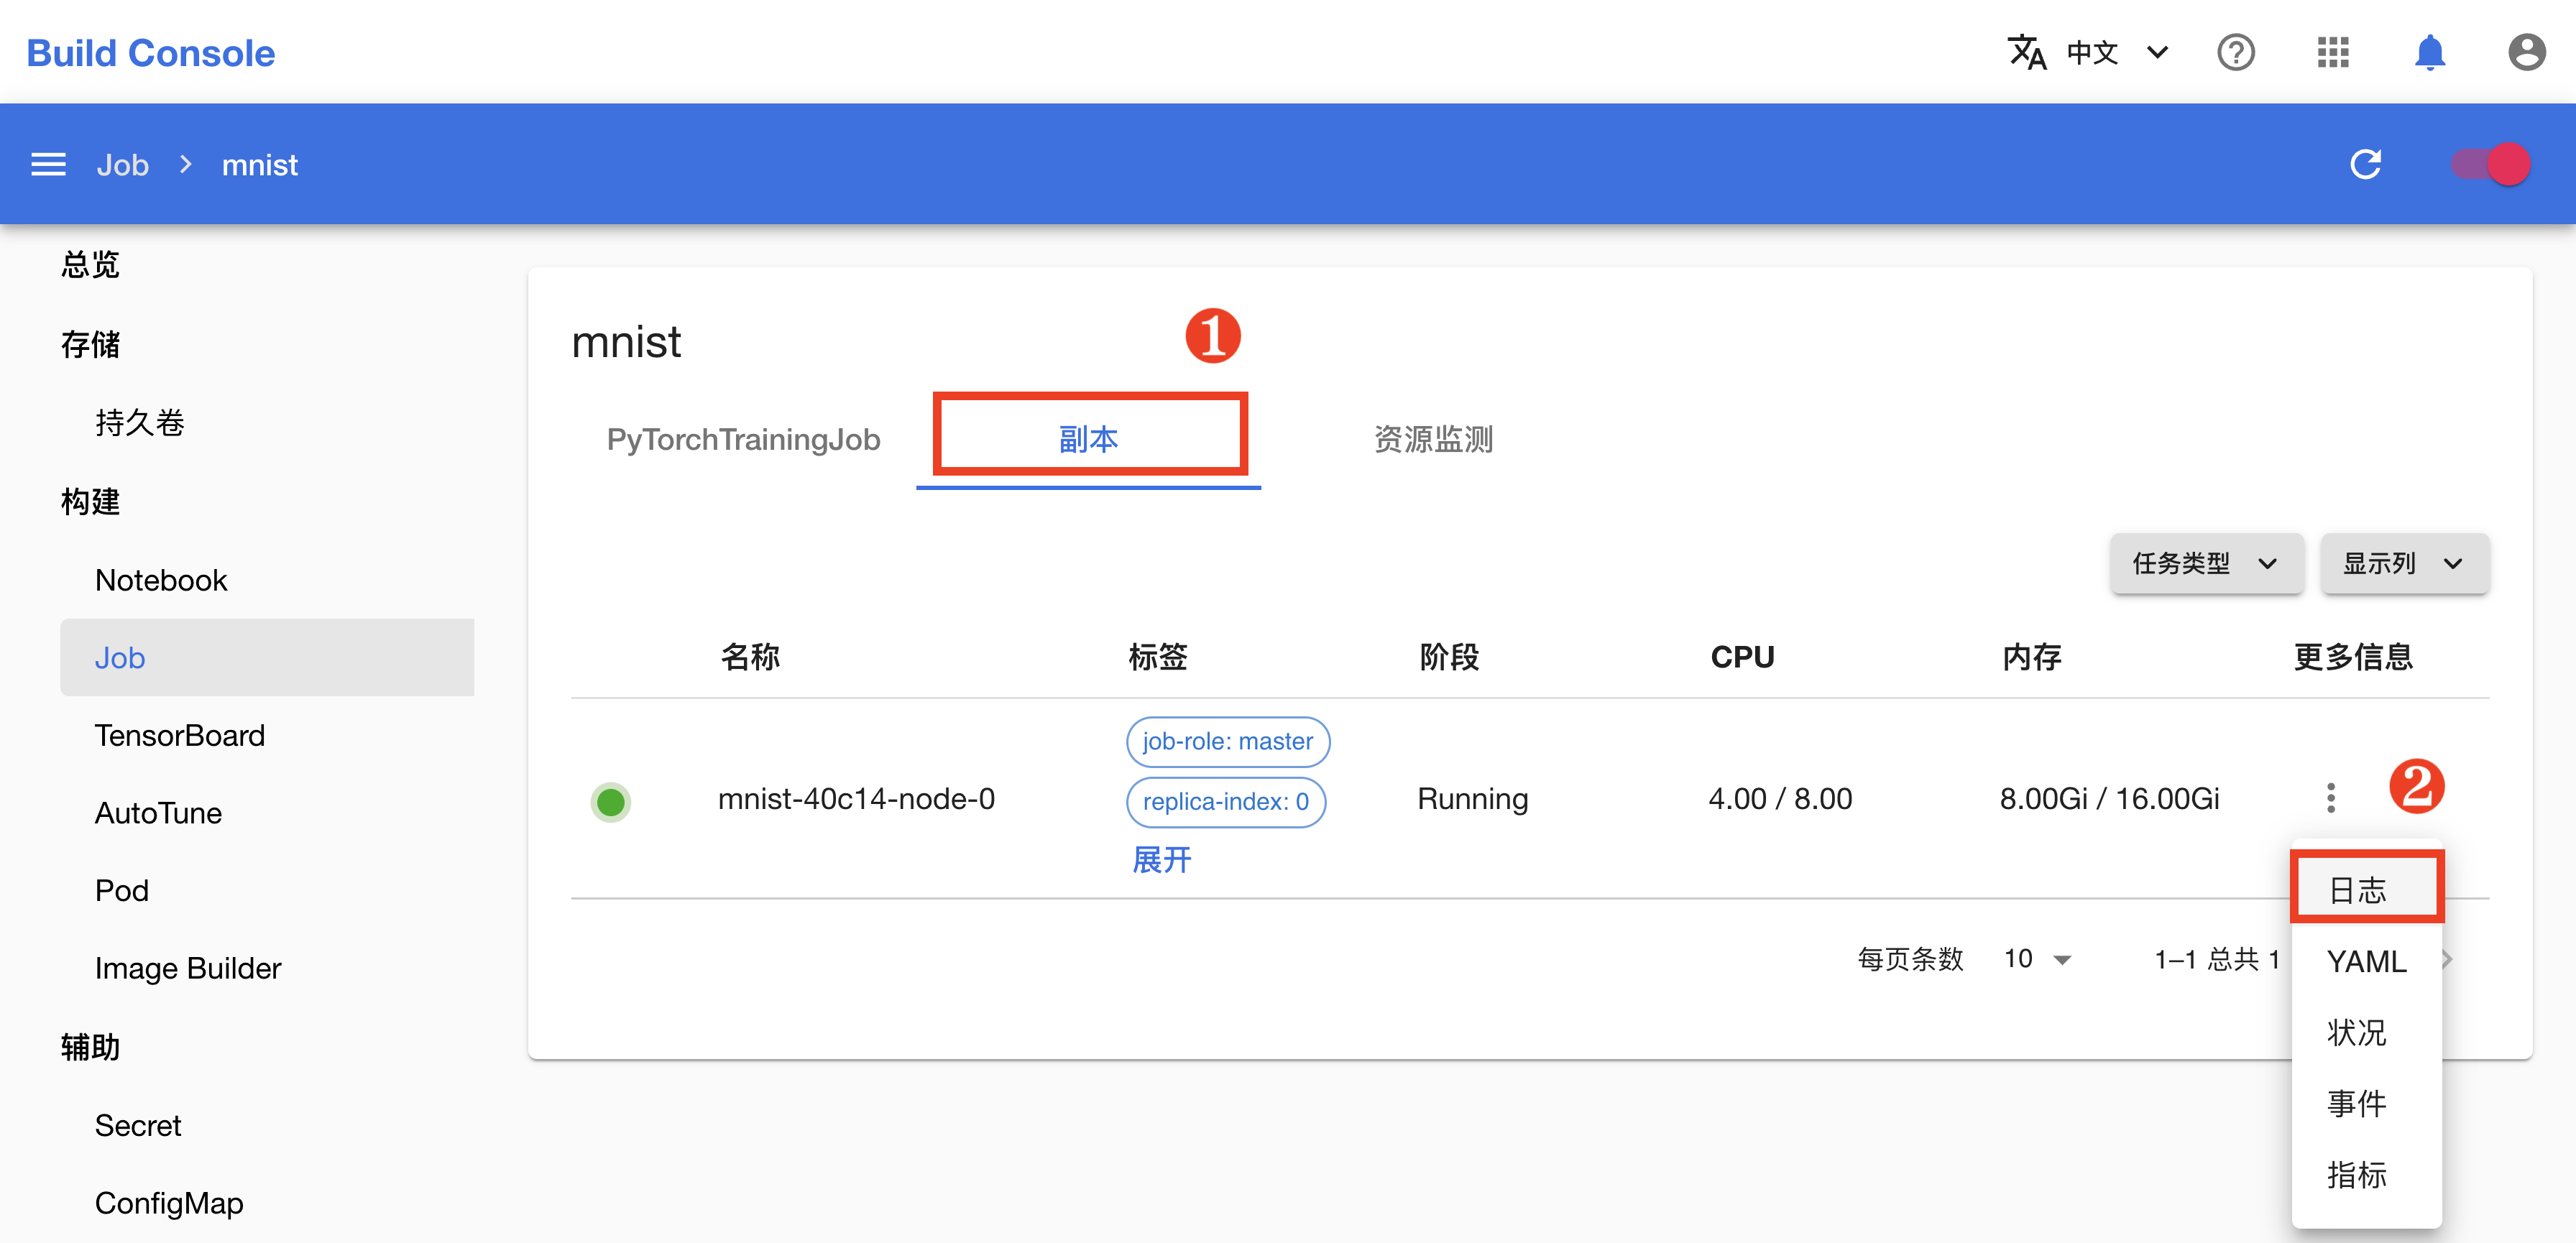 Build Console
中文
Job
mnist
总览
存储
持久卷
构建
Notebook
Job
TensorBoard
AutoTune
Pod
Image Builder
辅助
Secret
ConfigMap
mnist
1
PyTorchTrainingJob
副本
资源监测
任务类型
显示列
名称 标签 阶段 CPU 内存 更多信息
job-role: master
mnist-40c14-node-0 replica-index: 0 Running 4.00 / 8.00 8.00Gi / 16.00Gi
展开
2
日志
YAML
状况
事件
指标
每页条数 10 1–1 总共 1